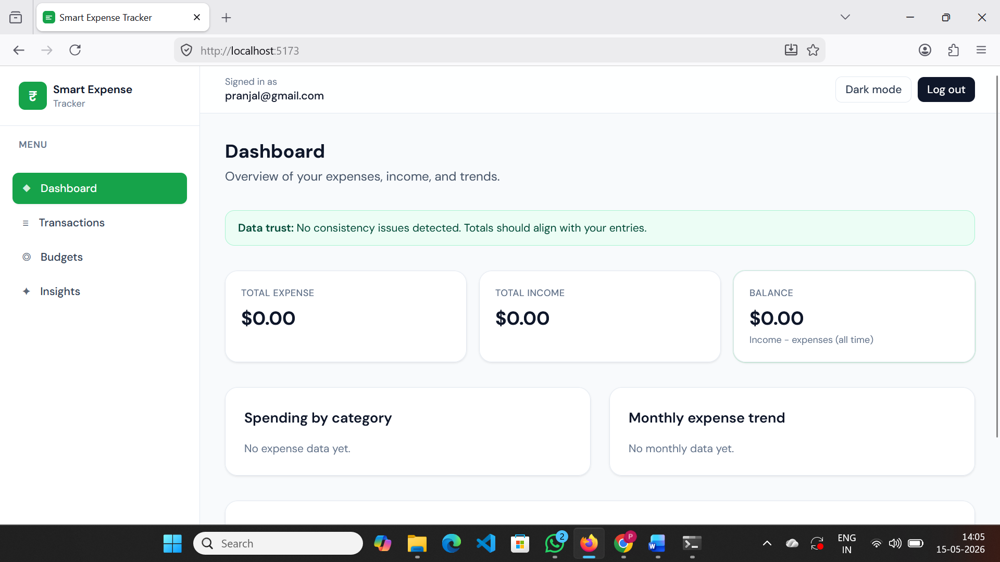 Smart Expense Tracker
http://localhost:5173
₹
Smart Expense
Tracker
Signed in as
pranjal@gmail.com
Dark mode
Log out
MENU
Dashboard
Transactions
Budgets
Insights
Dashboard
Overview of your expenses, income, and trends.
Data trust: No consistency issues detected. Totals should align with your entries.
TOTAL EXPENSE
$0.00
TOTAL INCOME
$0.00
BALANCE
$0.00
Income - expenses (all time)
Spending by category
No expense data yet.
Monthly expense trend
No monthly data yet.
Search
2
P
W
ENG
IN
14:05
15-05-2026